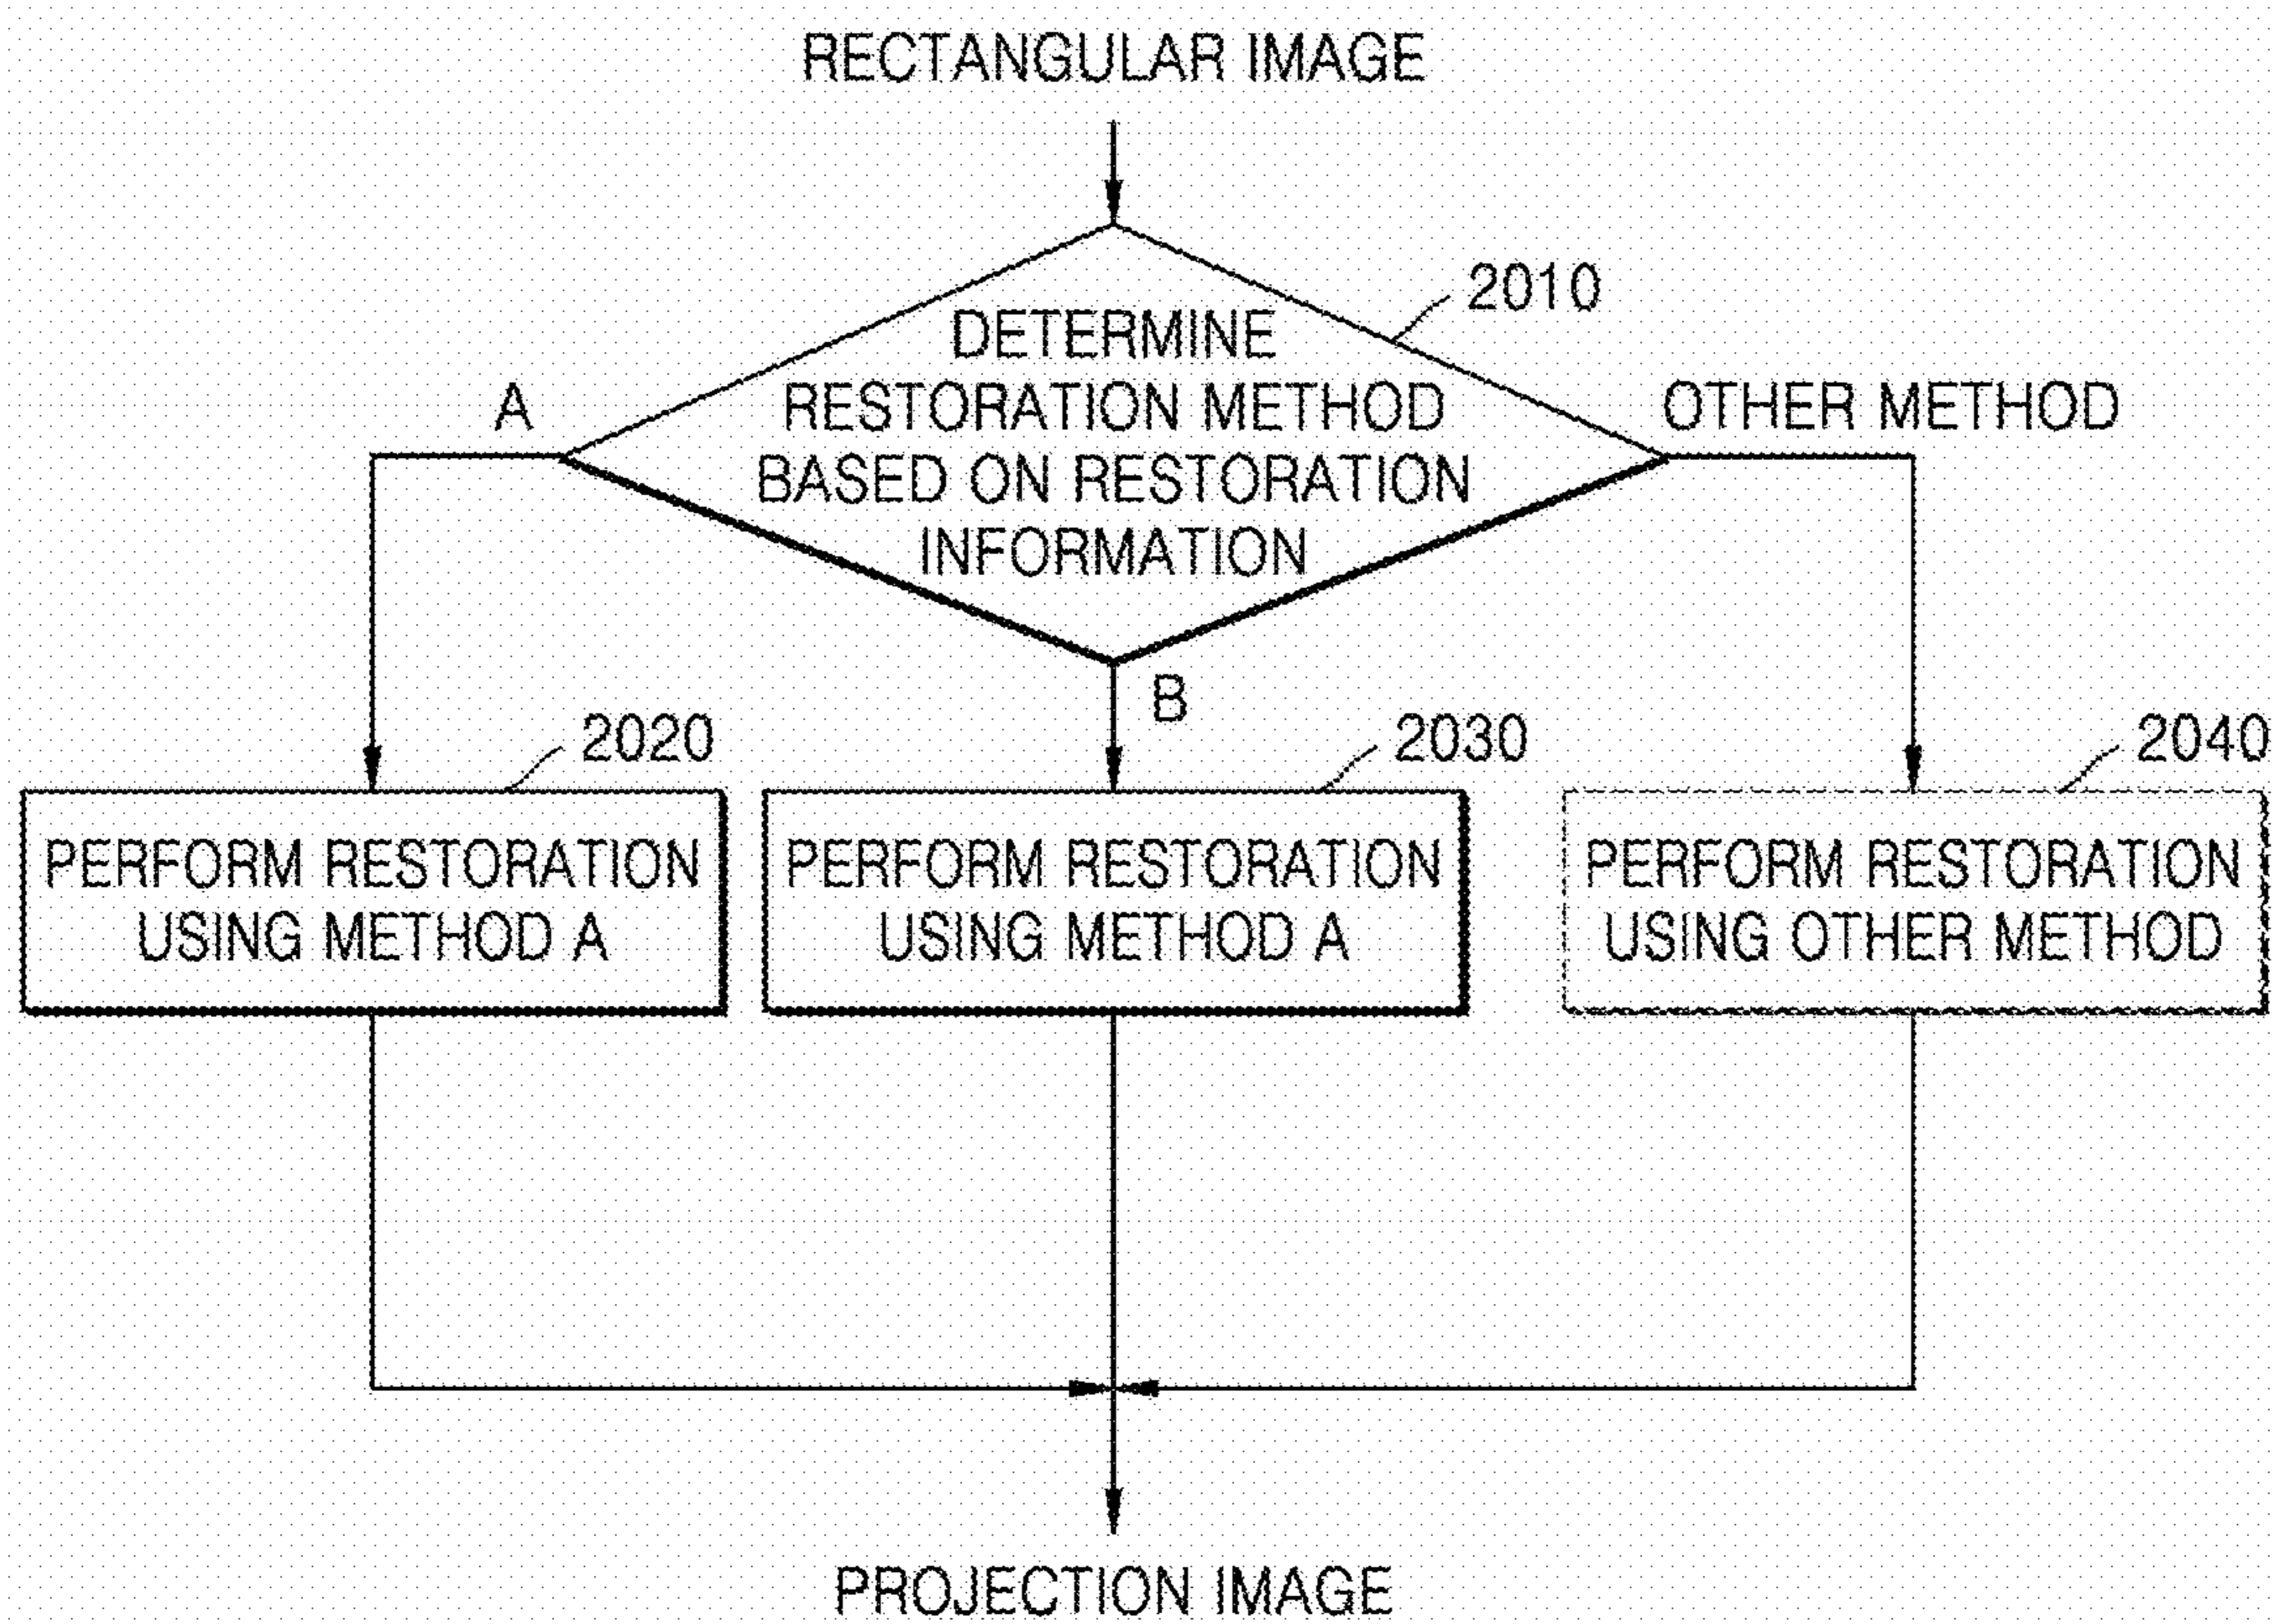 RECTANGULAR IMAGE
2010
DETERMINE
RESTORATION METHOD
BASED ON RESTORATION
INFORMATION
A
OTHER METHOD
B
2020
PERFORM RESTORATION
USING METHOD A
2030
PERFORM RESTORATION
USING METHOD A
2040
PERFORM RESTORATION
USING OTHER METHOD
PROJECTION IMAGE